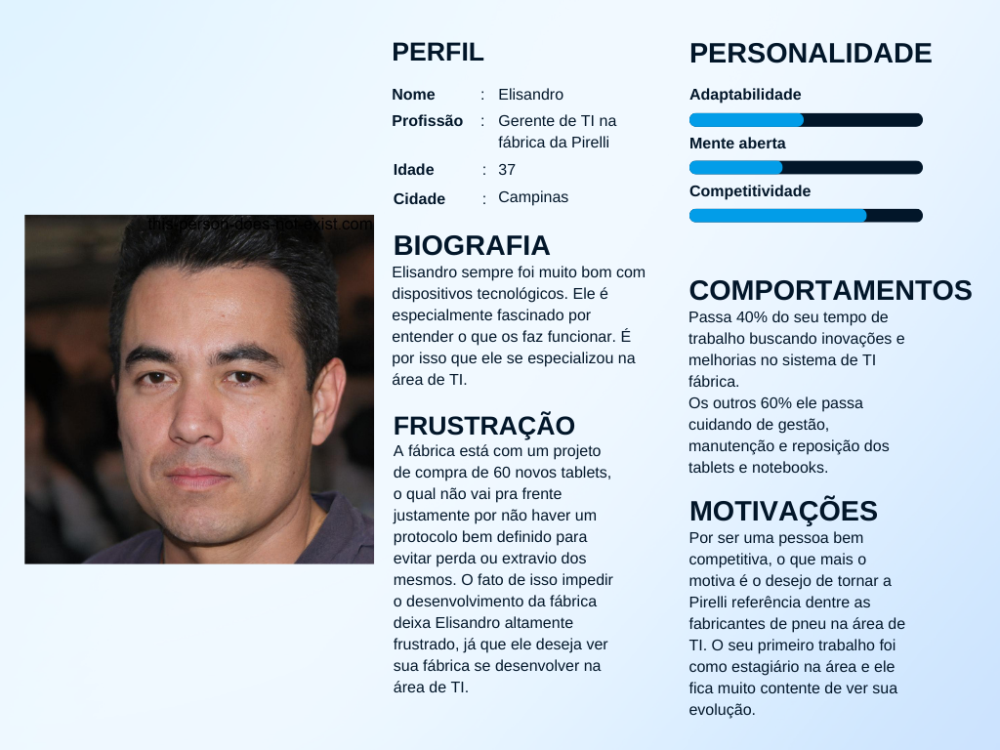 PERFIL
Nome : Elisandro
Profissão : Gerente de TI na
fábrica da Pirelli
Idade : 37
Cidade : Campinas
this-person-does-not-exist.com
BIOGRAFIA
Elisandro sempre foi muito bom com
dispositivos tecnológicos. Ele é
especialmente fascinado por
entender o que os faz funcionar. É
por isso que ele se especializou na
área de TI.
FRUSTRAÇÃO
A fábrica está com um projeto
de compra de 60 novos tablets,
o qual não vai pra frente
justamente por não haver um
protocolo bem definido para
evitar perda ou extravio dos
mesmos. O fato de isso impedir
o desenvolvimento da fábrica
deixa Elisandro altamente
frustrado, já que ele deseja ver
sua fábrica se desenvolver na
área de TI.
PERSONALIDADE
Adaptabilidade
Mente aberta
Competitividade
COMPORTAMENTOS
Passa 40% do seu tempo de
trabalho buscando inovações e
melhorias no sistema de TI
fábrica.
Os outros 60% ele passa
cuidando de gestão,
manutenção e reposição dos
tablets e notebooks.
MOTIVAÇÕES
Por ser uma pessoa bem
competitiva, o que mais o
motiva é o desejo de tornar a
Pirelli referência dentre as
fabricantes de pneu na área de
TI. O seu primeiro trabalho foi
como estagiário na área e ele
fica muito contente de ver sua
evolução.